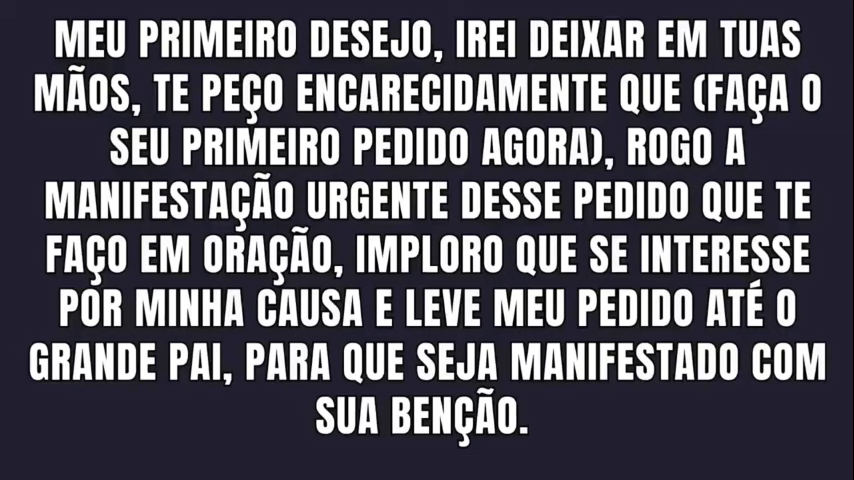 MEU PRIMEIRO DESEJO, IREI DEIXAR EM TUAS
MÃOS, TE PEÇO ENCARECIDAMENTE QUE (FAÇA O
SEU PRIMEIRO PEDIDO AGORA), ROGO A
MANIFESTAÇÃO URGENTE DESSE PEDIDO QUE TE
FAÇO EM ORAÇÃO, IMPLORO QUE SE INTERESSE
POR MINHA CAUSA E LEVE MEU PEDIDO ATÉ O
GRANDE PAI, PARA QUE SEJA MANIFESTADO COM
SUA BENÇÃO.